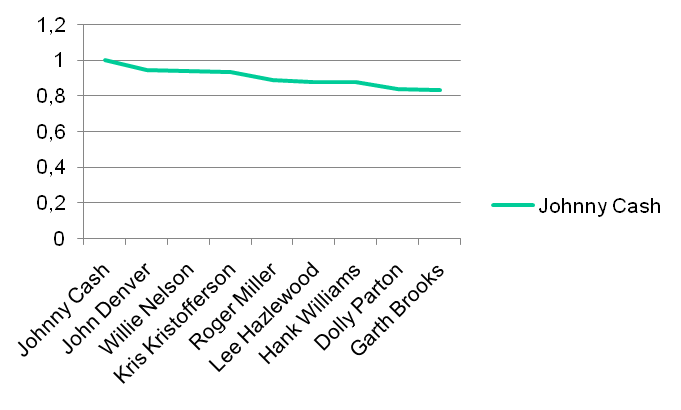 1,2
1
0,8
0,6
0,4
0,2
0
Johnny Cash
John Denver
Willie Nelson
Kris Kristofferson
Roger Miller
Lee Hazlewood
Hank Williams
Dolly Parton
Garth Brooks
Johnny Cash